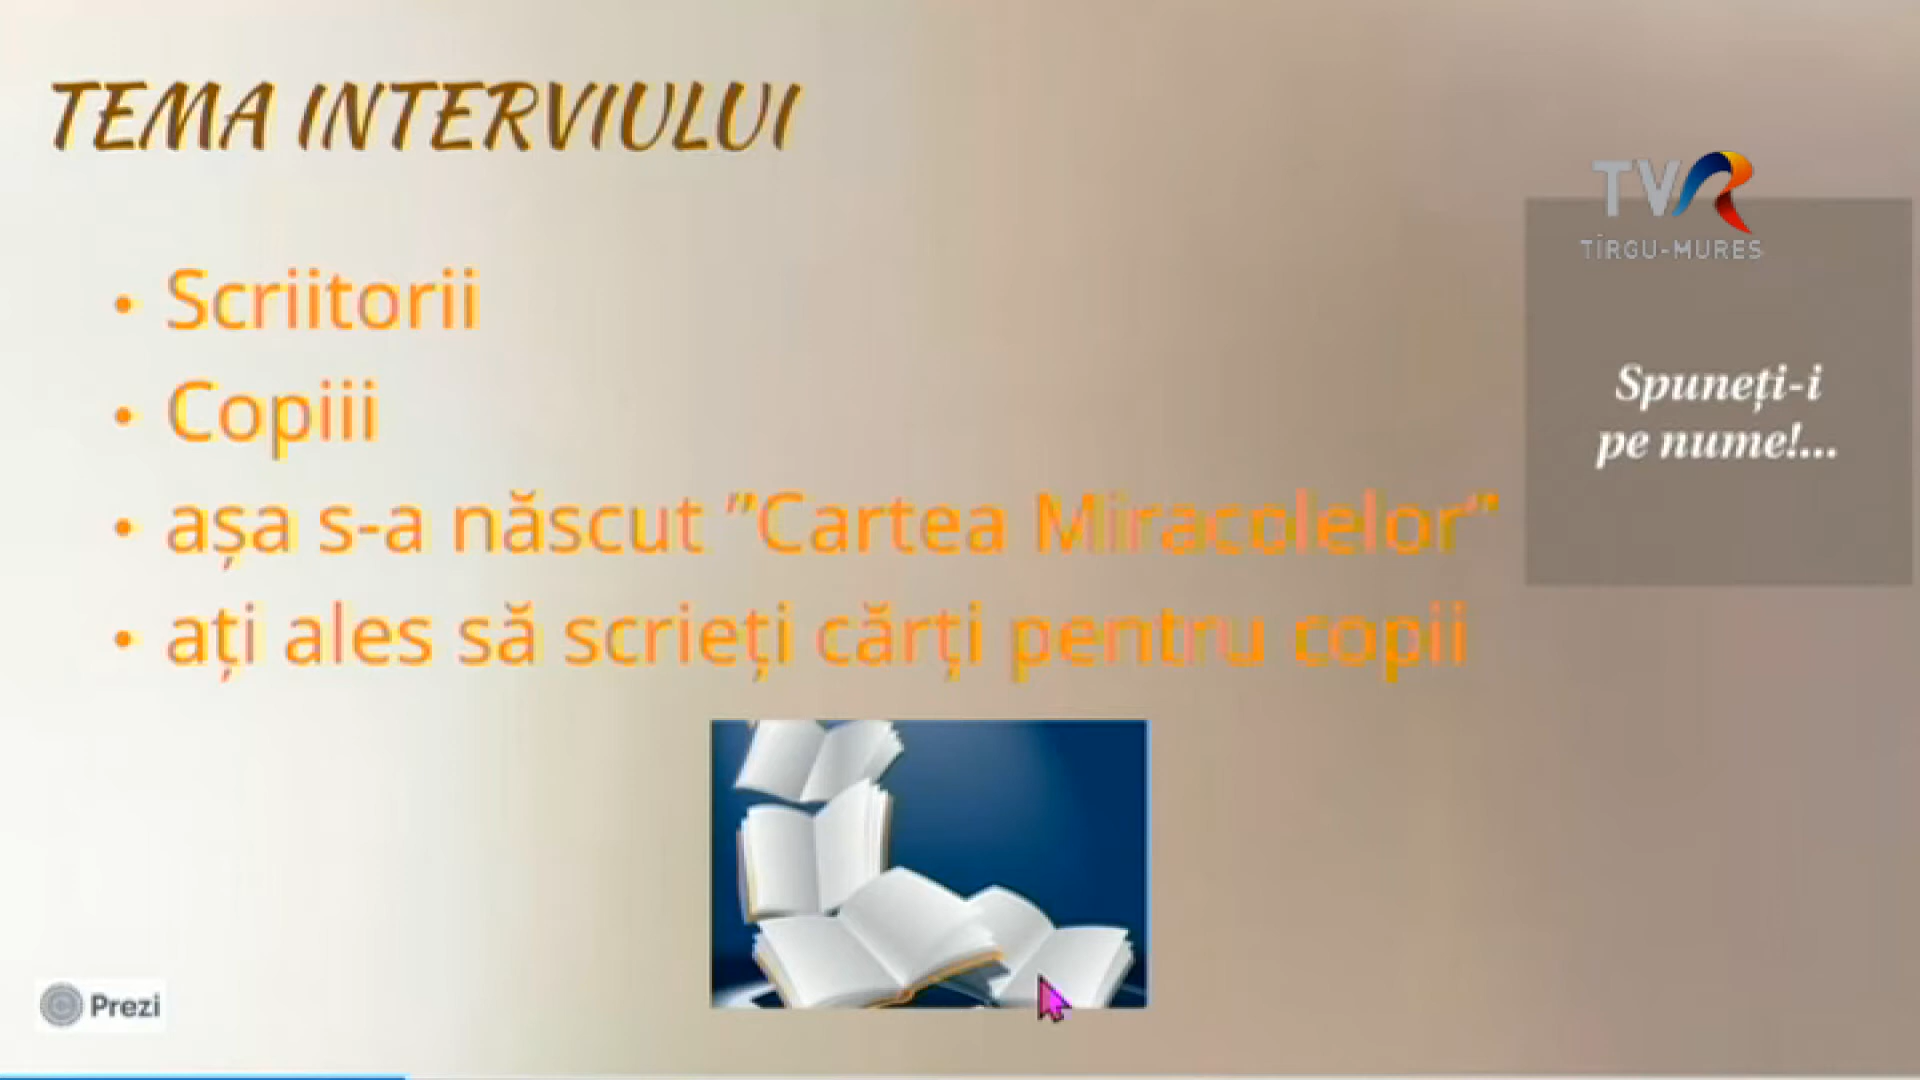 TEMA INTERVIULUI
TVR
TÎRGU-MUREȘ
• Scriitorii
• Copiii
• așa s-a născut ”Cartea Miracolelor”
• ați ales să scrieți cărți pentru copii
Spuneți-i
pe nume!...
Prezi